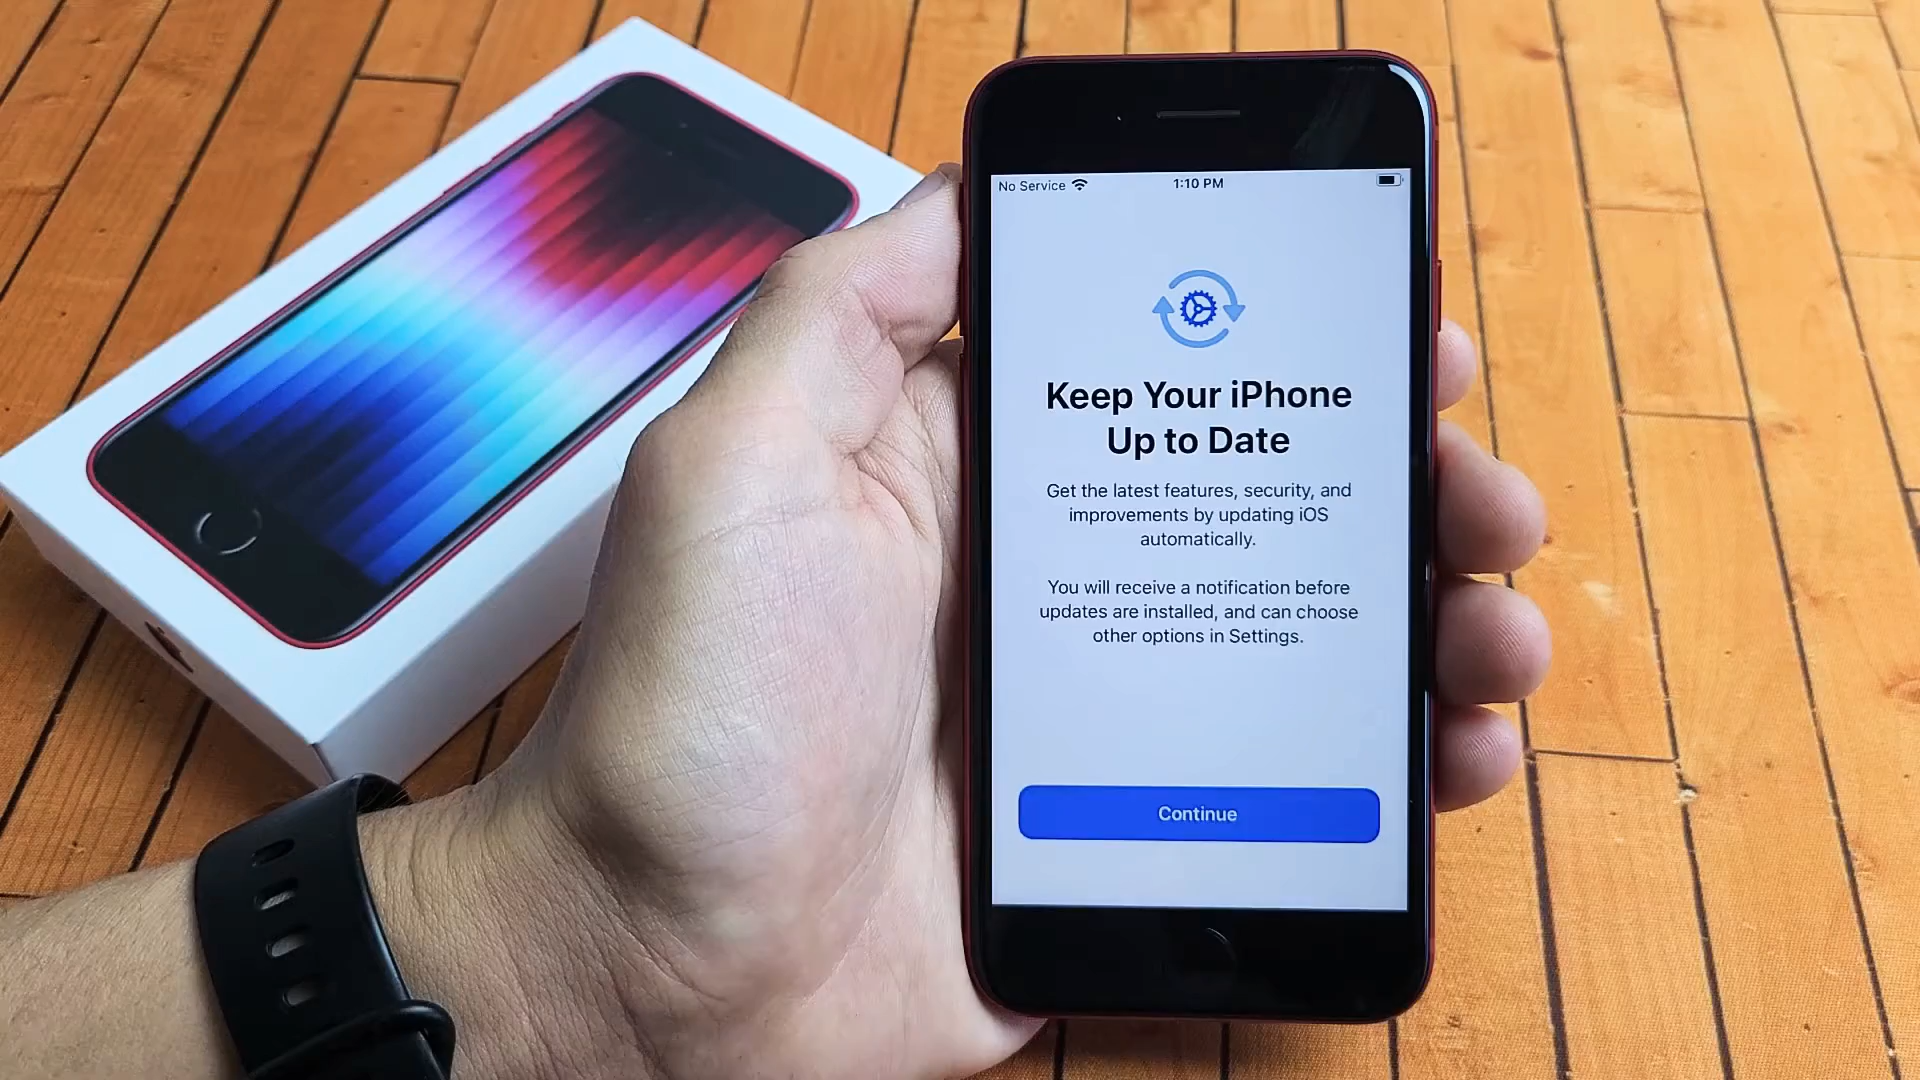 No Service
1:10 PM
Keep Your iPhone
Up to Date
Get the latest features, security, and
improvements by updating iOS
automatically.
You will receive a notification before
updates are installed, and can choose
other options in Settings.
Continue